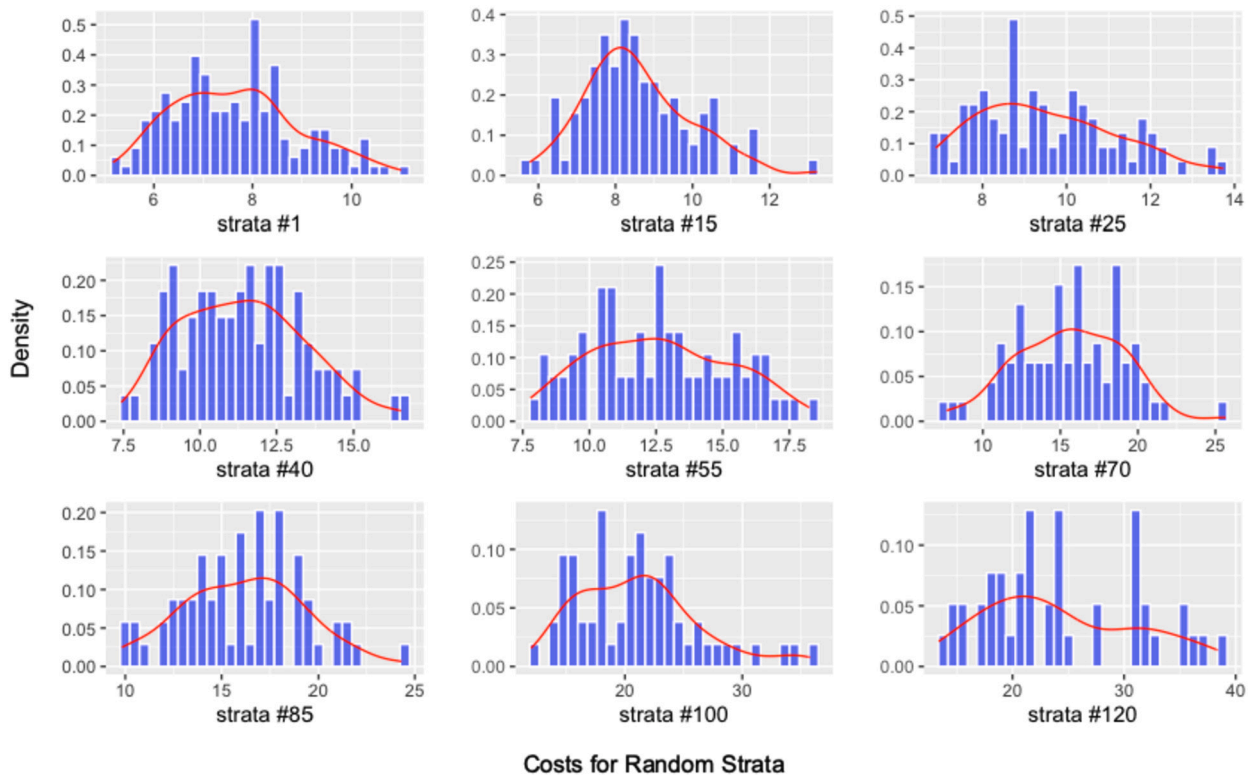 Density
0.5
0.4
0.3
0.2
0.1
0.0
6 8 10
strata #1
0.4
0.3
0.2
0.1
0.0
6 8 10 12
strata #15
0.5
0.4
0.3
0.2
0.1
0.0
8 10 12 14
strata #25
0.20
0.15
0.10
0.05
0.00
7.5 10.0 12.5 15.0
strata #40
0.25
0.20
0.15
0.10
0.05
0.00
7.5 10.0 12.5 15.0 17.5
strata #55
0.15
0.10
0.05
0.00
10 15 20 25
strata #70
0.20
0.15
0.10
0.05
0.00
10 15 20 25
strata #85
0.10
0.05
0.00
20 30
strata #100
0.10
0.05
0.00
20 30 40
strata #120
Costs for Random Strata